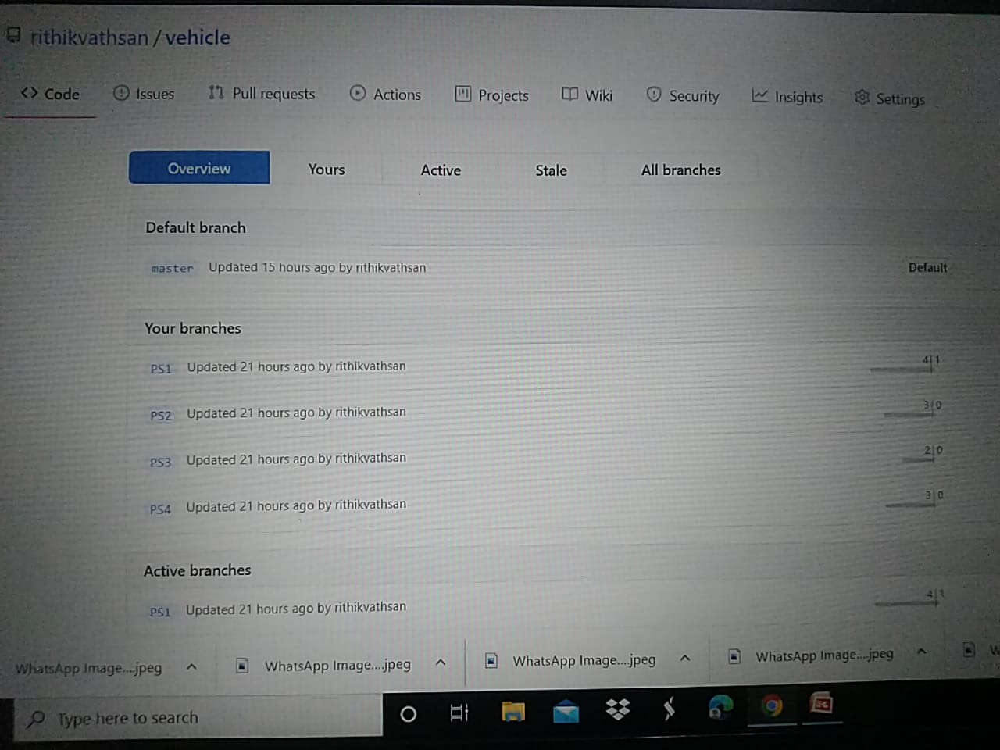 rithikvathsan / vehicle
Code Issues Pull requests Actions Projects Wiki Security Insights Settings
Overview Yours Active Stale All branches
Default branch
master Updated 15 hours ago by rithikvathsan Default
Your branches
PS1 Updated 21 hours ago by rithikvathsan 4|1
PS2 Updated 21 hours ago by rithikvathsan 3|0
PS3 Updated 21 hours ago by rithikvathsan 2|0
PS4 Updated 21 hours ago by rithikvathsan 3|0
Active branches
PS1 Updated 21 hours ago by rithikvathsan 4|1
WhatsApp Image....jpeg WhatsApp Image....jpeg WhatsApp Image....jpeg WhatsApp Image....jpeg
Type here to search